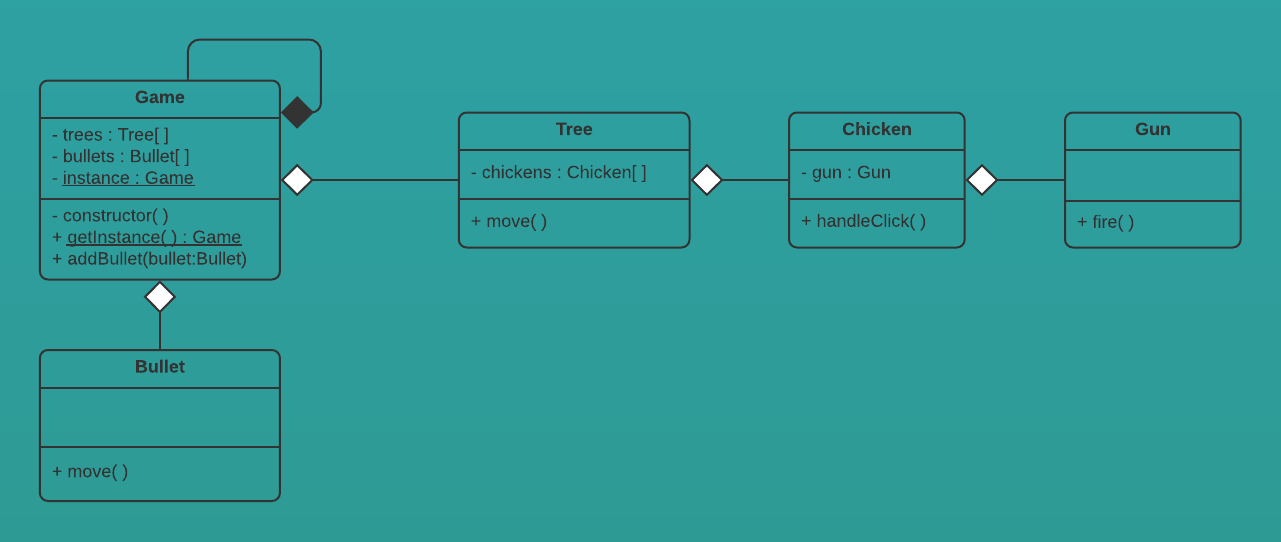 Game
- trees : Tree[ ]
- bullets : Bullet[ ]
- instance : Game
- constructor( )
+ getInstance( ) : Game
+ addBullet(bullet:Bullet)
Tree
- chickens : Chicken[ ]
+ move( )
Chicken
- gun : Gun
+ handleClick( )
Gun
+ fire( )
Bullet
+ move( )